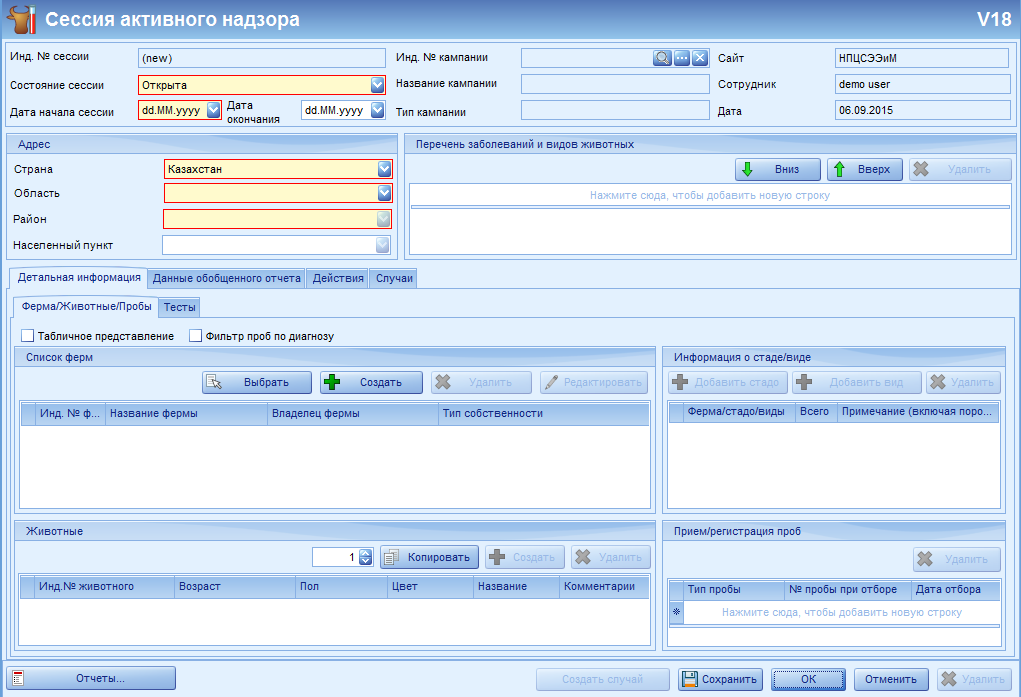 Сессия активного надзора V18
Инд. № сессии (new) Инд. № кампании Сайт НПЦСЭЭиМ
Состояние сессии Открыта Название кампании Сотрудник demo user
Дата начала сессии dd.MM.yyyy Дата окончания dd.MM.yyyy Тип кампании Дата 06.09.2015
Адрес
Страна Казахстан
Область
Район
Населенный пункт
Перечень заболеваний и видов животных
Вниз Вверх Удалить
Нажмите сюда, чтобы добавить новую строку
Детальная информация Данные обобщенного отчета Действия Случаи
Ферма/Животные/Пробы Тесты
Табличное представление Фильтр проб по диагнозу
Список ферм
Выбрать Создать Удалить Редактировать
Инд. № ф... Название фермы Владелец фермы Тип собственности
Информация о стаде/виде
Добавить стадо Добавить вид Удалить
Ферма/стадо/виды Всего Примечание (включая поро...
Животные
1 Копировать Создать Удалить
Инд.№ животного Возраст Пол Цвет Название Комментарии
Прием/регистрация проб
Удалить
Тип пробы № пробы при отборе Дата отбора
Нажмите сюда, чтобы добавить новую строку
Отчеты... Создать случай Сохранить ОК Отменить Удалить